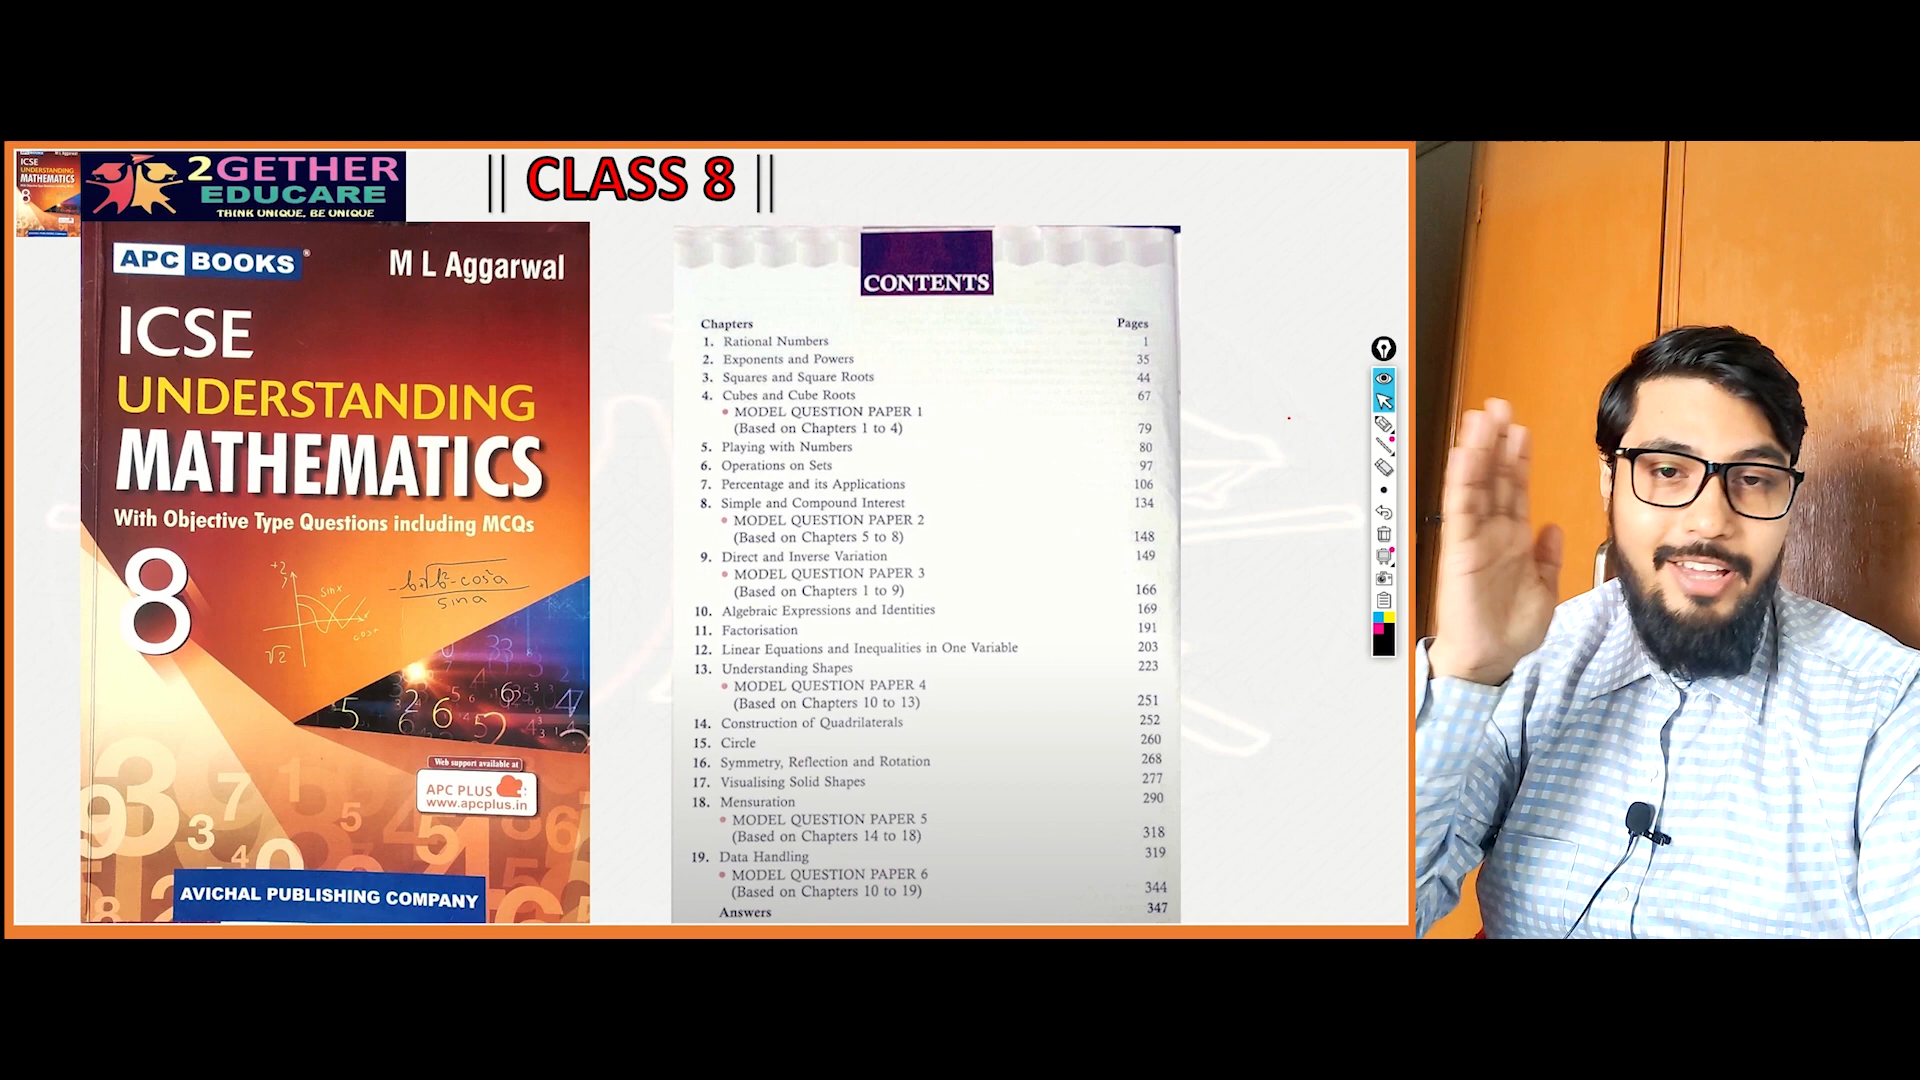 ICSE
UNDERSTANDING
MATHEMATICS
8
2GETHER
EDUCARE
THINK UNIQUE, BE UNIQUE
|| CLASS 8 ||
APC BOOKS
M L Aggarwal
ICSE
UNDERSTANDING
MATHEMATICS
With Objective Type Questions including MCQs
8
Web support available at
APC PLUS
www.apcplus.in
AVICHAL PUBLISHING COMPANY
CONTENTS
Chapters Pages
1. Rational Numbers 1
2. Exponents and Powers 35
3. Squares and Square Roots 44
4. Cubes and Cube Roots 67
• MODEL QUESTION PAPER 1
(Based on Chapters 1 to 4) 79
5. Playing with Numbers 80
6. Operations on Sets 97
7. Percentage and its Applications 106
8. Simple and Compound Interest 134
• MODEL QUESTION PAPER 2
(Based on Chapters 5 to 8) 148
9. Direct and Inverse Variation 149
• MODEL QUESTION PAPER 3
(Based on Chapters 1 to 9) 166
10. Algebraic Expressions and Identities 169
11. Factorisation 191
12. Linear Equations and Inequalities in One Variable 203
13. Understanding Shapes 223
• MODEL QUESTION PAPER 4
(Based on Chapters 10 to 13) 251
14. Construction of Quadrilaterals 252
15. Circle 260
16. Symmetry, Reflection and Rotation 268
17. Visualising Solid Shapes 277
18. Mensuration 290
• MODEL QUESTION PAPER 5
(Based on Chapters 14 to 18) 318
19. Data Handling 319
• MODEL QUESTION PAPER 6
(Based on Chapters 10 to 19) 344
Answers 347